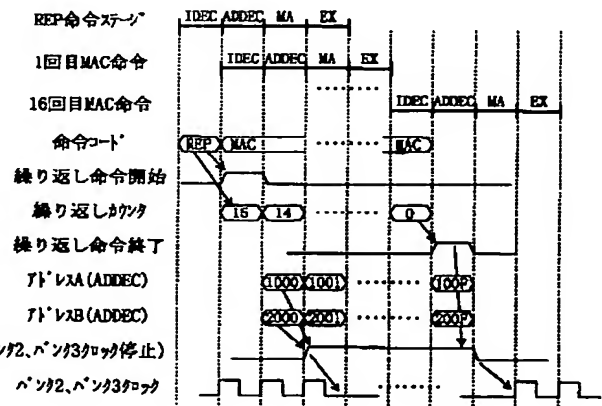 REP命令ステージ IDEC ADDEC MA EX
1回目MAC命令 IDEC ADDEC MA EX
16回目MAC命令 IDEC ADDEC MA EX
命令コード REP MAC MAC
繰り返し命令開始
繰り返しカウンタ 15 14 0
繰り返し命令終了
アドレスA(ADDEC) 1000 1001 100F
アドレスB(ADDEC) 2000 2001 200F
ンク2、バンク3クロック停止)
バンク2、バンク3クロック